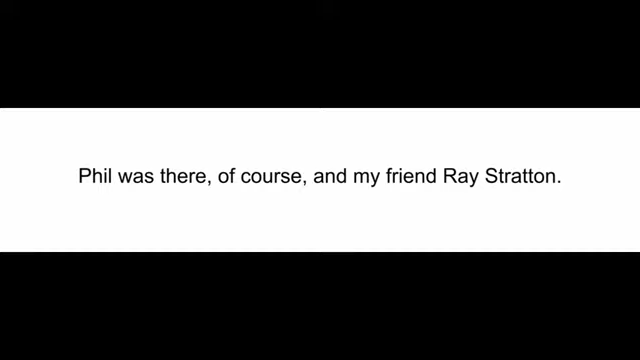 Phil was there, of course, and my friend Ray Stratton.